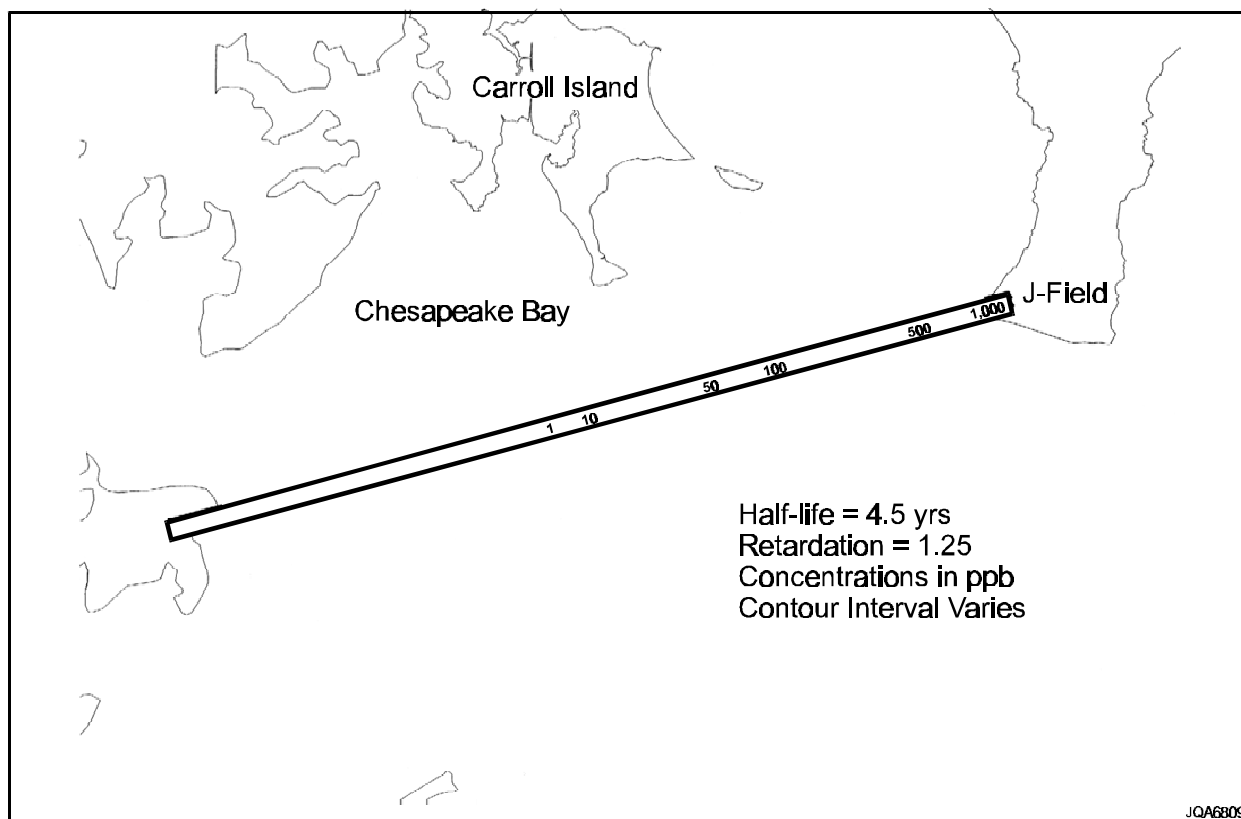 Carroll Island
J-Field
Chesapeake Bay
1,000
500
100
50
10
1
Half-life = 4.5 yrs
Retardation = 1.25
Concentrations in ppb
Contour Interval Varies
JQA6809